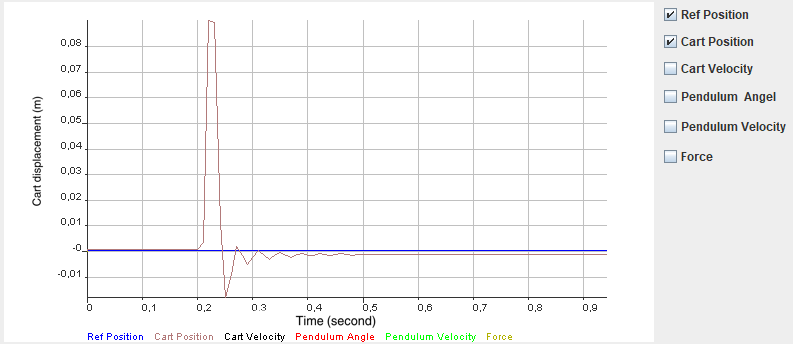 Ref Position
Cart Position
Cart Velocity
Pendulum Angel
Pendulum Velocity
Force
Cart displacement (m)
0,08
0,07
0,06
0,05
0,04
0,03
0,02
0,01
-0
-0,01
0 0,1 0,2 0,3 0,4 0,5 0,6 0,7 0,8 0,9
Time (second)
Ref Position Cart Position Cart Velocity Pendulum Angle Pendulum Velocity Force